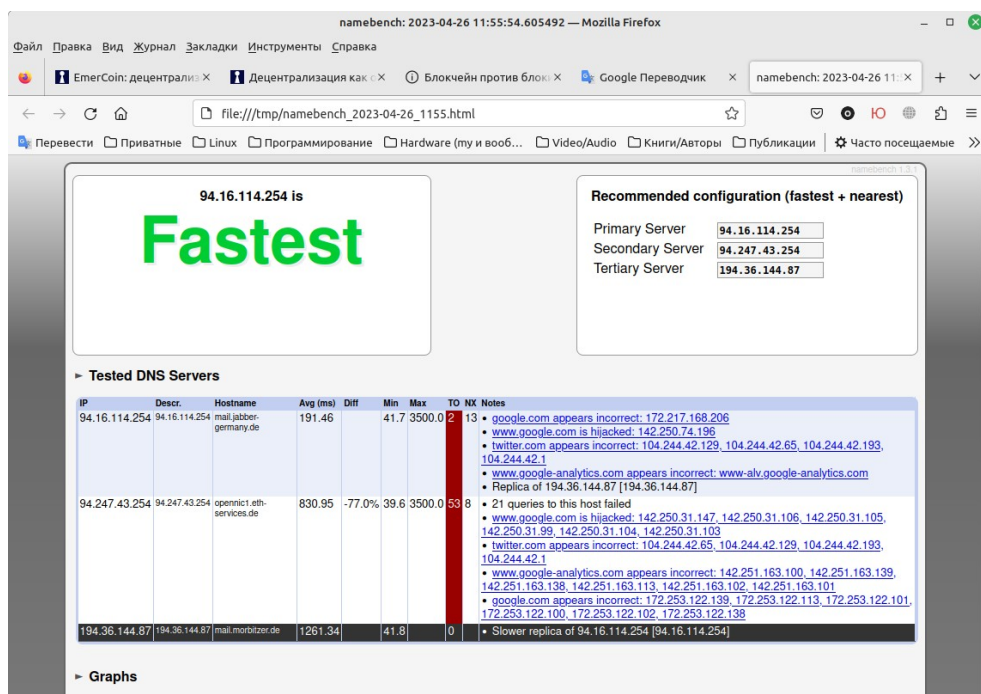 namebench: 2023-04-26 11:55:54.605492 — Mozilla Firefox
Файл Правка Вид Журнал Закладки Инструменты Справка
EmerCoin: децентрализ
Децентрализация как
Блокчейн против блок
Google Переводчик
namebench: 2023-04-26 11:
file:///tmp/namebench_2023-04-26_1155.html
Перевести Приватные Linux Программирование Hardware (my и вооб... Video/Audio Книги/Авторы Публикации Часто посещаемые
namebench 1.3.1
94.16.114.254 is
Fastest
Recommended configuration (fastest + nearest)
Primary Server 94.16.114.254
Secondary Server 94.247.43.254
Tertiary Server 194.36.144.87
Tested DNS Servers
IP Descr. Hostname Avg (ms) Diff Min Max TO NX Notes
94.16.114.254 94.16.114.254 mail.jabber-germany.de 191.46 41.7 3500.0 2 13 • google.com appears incorrect: 172.217.168.206
• www.google.com is hijacked: 142.250.74.196
• twitter.com appears incorrect: 104.244.42.129, 104.244.42.65, 104.244.42.193,
104.244.42.1
• www.google-analytics.com appears incorrect: www-alv.google-analytics.com
• Replica of 194.36.144.87 [194.36.144.87]
94.247.43.254 94.247.43.254 opennic1.eth-services.de 830.95 -77.0% 39.6 3500.0 53 8 • 21 queries to this host failed
• www.google.com is hijacked: 142.250.31.147, 142.250.31.106, 142.250.31.105,
142.250.31.99, 142.250.31.104, 142.250.31.103
• twitter.com appears incorrect: 104.244.42.65, 104.244.42.129, 104.244.42.193,
104.244.42.1
• www.google-analytics.com appears incorrect: 142.251.163.100, 142.251.163.139,
142.251.163.138, 142.251.163.113, 142.251.163.102, 142.251.163.101
• google.com appears incorrect: 172.253.122.139, 172.253.122.113, 172.253.122.101,
172.253.122.100, 172.253.122.102, 172.253.122.138
194.36.144.87 194.36.144.87 mail.morbitzer.de 1261.34 41.8 0 • Slower replica of 94.16.114.254 [94.16.114.254]
Graphs